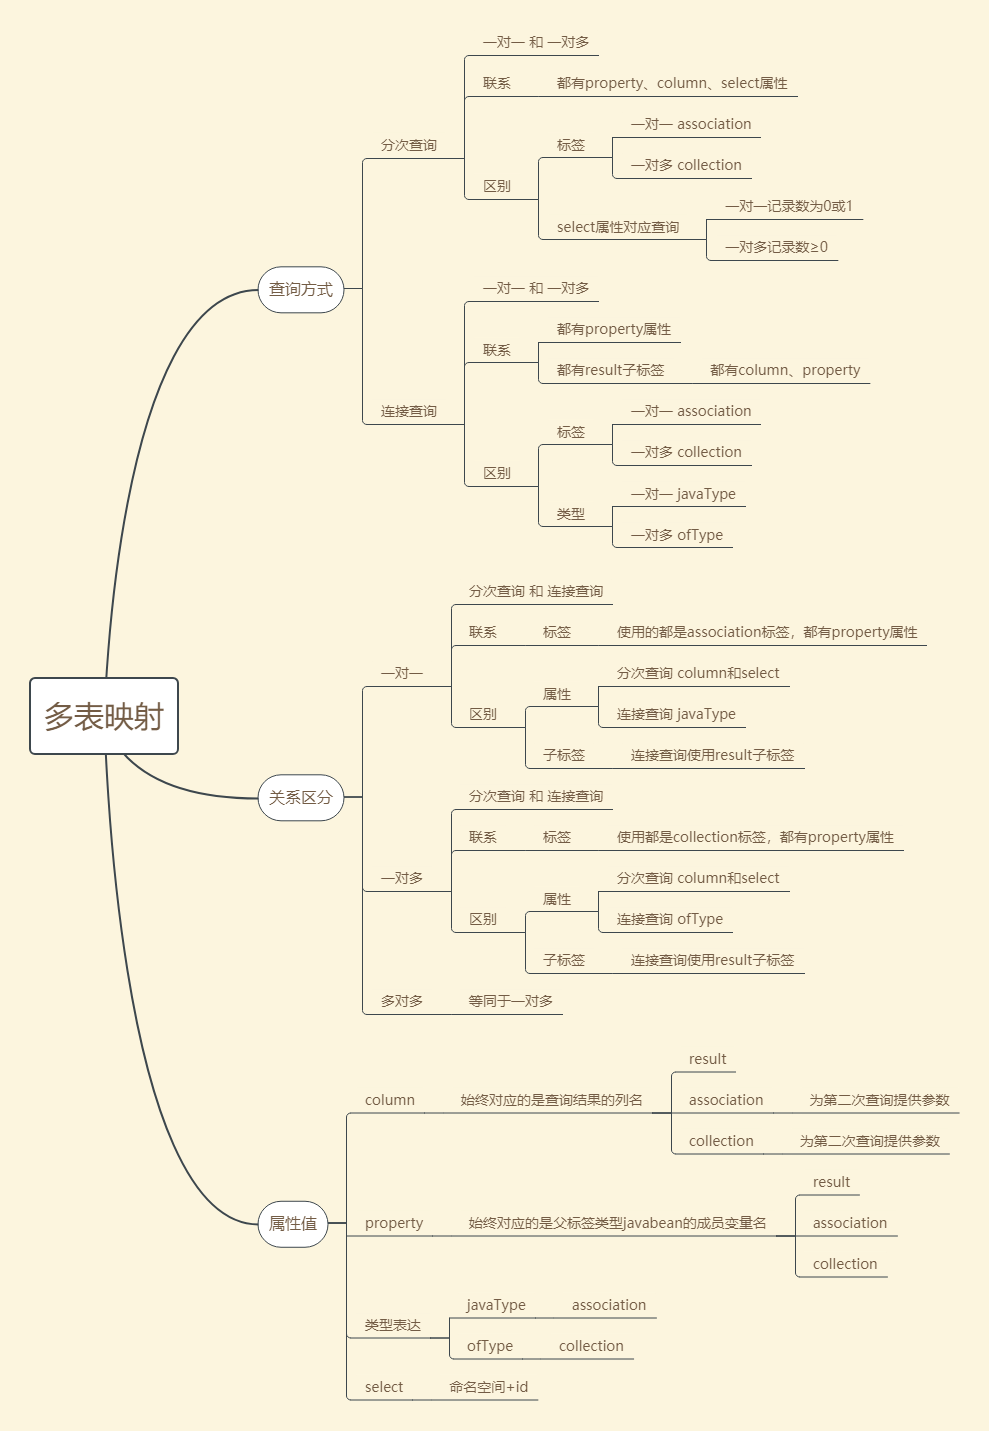 多表映射
查询方式
分次查询
一对一 和 一对多
联系
都有property、column、select属性
区别
标签
一对一 association
一对多 collection
select属性对应查询
一对一记录数为0或1
一对多记录数≥0
连接查询
一对一 和 一对多
联系
都有property属性
都有result子标签
都有column、property
区别
标签
一对一 association
一对多 collection
类型
一对一 javaType
一对多 ofType
关系区分
一对一
分次查询 和 连接查询
联系
标签
使用的都是association标签，都有property属性
区别
属性
分次查询 column和select
连接查询 javaType
子标签
连接查询使用result子标签
一对多
分次查询 和 连接查询
联系
标签
使用都是collection标签，都有property属性
区别
属性
分次查询 column和select
连接查询 ofType
子标签
连接查询使用result子标签
多对多
等同于一对多
属性值
column
始终对应的是查询结果的列名
result
association
为第二次查询提供参数
collection
为第二次查询提供参数
property
始终对应的是父标签类型javabean的成员变量名
result
association
collection
类型表达
javaType
association
ofType
collection
select
命名空间+id